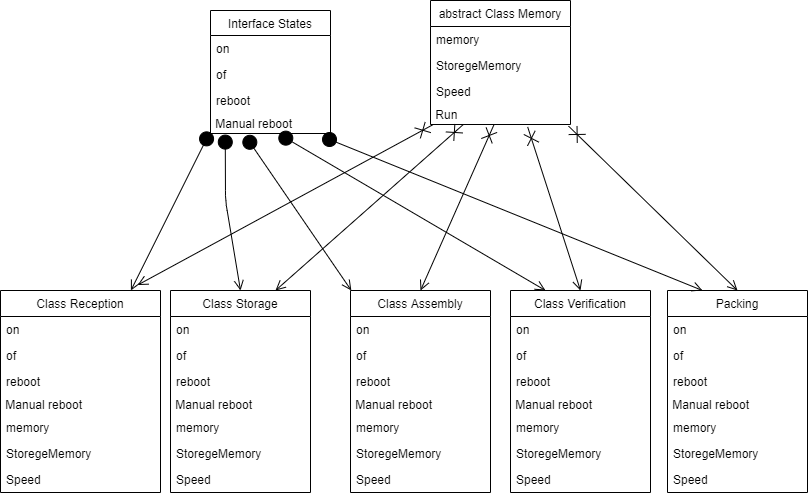 Interface States
on
of
reboot
Manual reboot
abstract Class Memory
memory
StoregeMemory
Speed
Run
Class Reception
on
of
reboot
Manual reboot
memory
StoregeMemory
Speed
Class Storage
on
of
reboot
Manual reboot
memory
StoregeMemory
Speed
Class Assembly
on
of
reboot
Manual reboot
memory
StoregeMemory
Speed
Class Verification
on
of
reboot
Manual reboot
memory
StoregeMemory
Speed
Packing
on
of
reboot
Manual reboot
memory
StoregeMemory
Speed